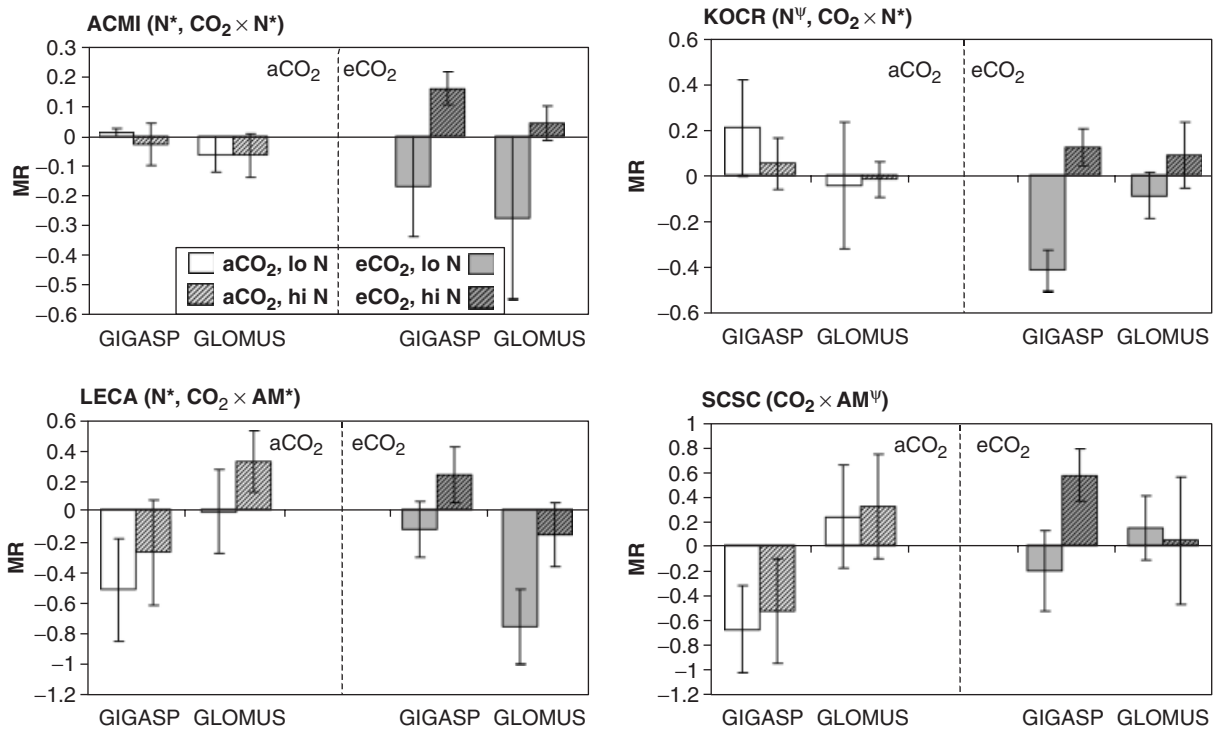 ACMI (N*, CO₂ × N*)
0.3
0.2
0.1
0
−0.1
−0.2
−0.3
−0.4
−0.5
−0.6
MR
aCO₂
eCO₂
aCO₂, lo N
eCO₂, lo N
aCO₂, hi N
eCO₂, hi N
GIGASP GLOMUS GIGASP GLOMUS
KOCR (Nᵠ, CO₂ × N*)
0.6
0.4
0.2
0
−0.2
−0.4
−0.6
MR
aCO₂
eCO₂
GIGASP GLOMUS GIGASP GLOMUS
LECA (N*, CO₂ × AM*)
0.6
0.4
0.2
0
−0.2
−0.4
−0.6
−0.8
−1
−1.2
MR
aCO₂
eCO₂
GIGASP GLOMUS GIGASP GLOMUS
SCSC (CO₂ × AMᵠ)
1
0.8
0.6
0.4
0.2
0
−0.2
−0.4
−0.6
−0.8
−1
−1.2
MR
aCO₂
eCO₂
GIGASP GLOMUS GIGASP GLOMUS